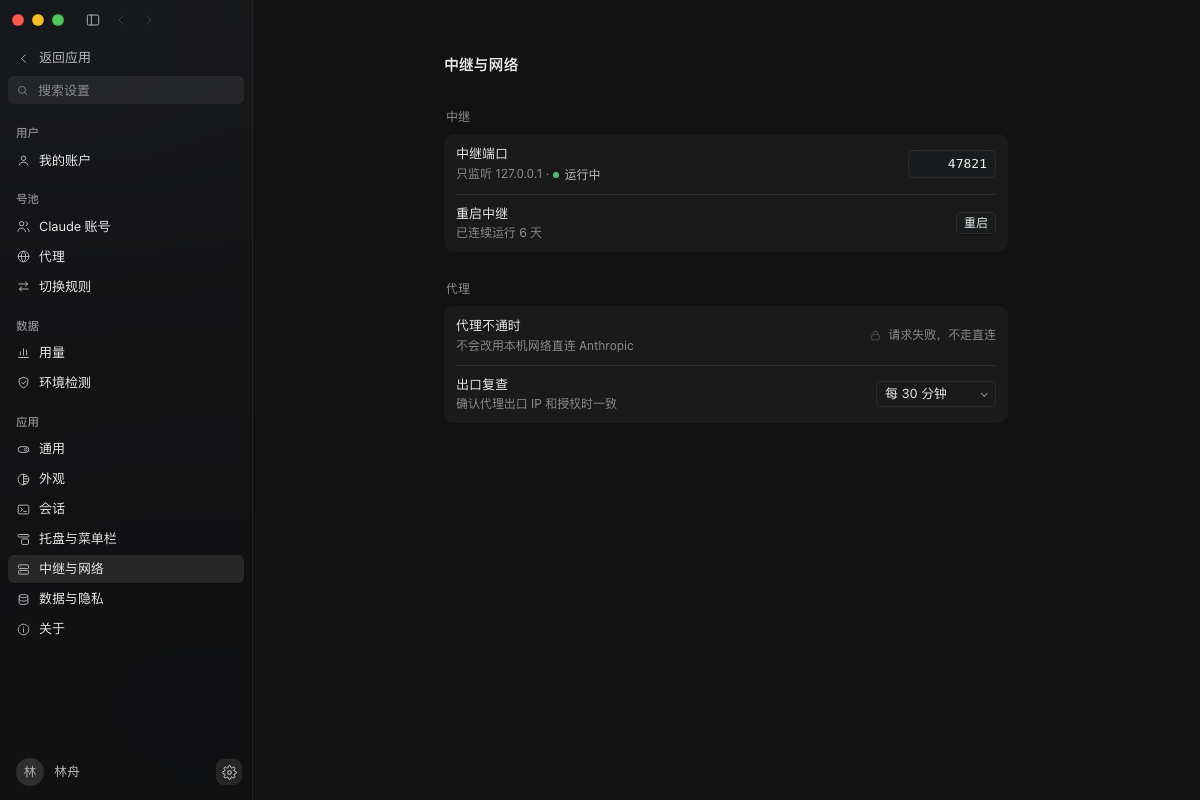 返回应用
搜索设置
用户
我的账户
号池
Claude 账号
代理
切换规则
数据
用量
环境检测
应用
通用
外观
会话
托盘与菜单栏
中继与网络
数据与隐私
关于
林
林舟
中继与网络
中继
中继端口
只监听 127.0.0.1 · 运行中
47821
重启中继
已连续运行 6 天
重启
代理
代理不通时
不会改用本机网络直连 Anthropic
请求失败，不走直连
出口复查
确认代理出口 IP 和授权时一致
每 30 分钟